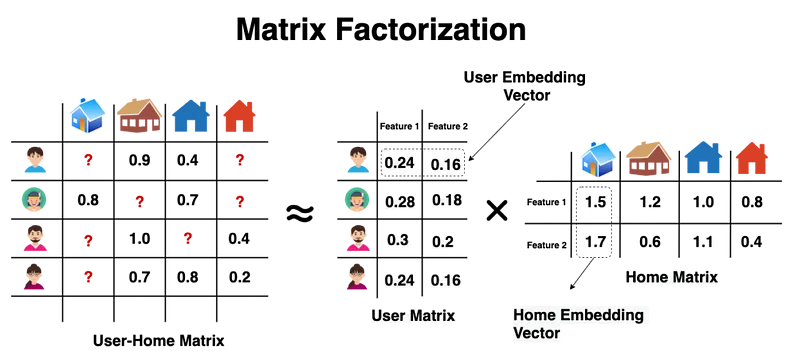 Matrix Factorization
User Embedding
Vector
Feature 1 Feature 2
? 0.9 0.4 ?
0.8 ? 0.7 ?
? 1.0 ? 0.4
? 0.7 0.8 0.2
User-Home Matrix
≈
0.24 0.16
0.28 0.18
0.3 0.2
0.24 0.16
User Matrix
×
Feature 1 1.5 1.2 1.0 0.8
Feature 2 1.7 0.6 1.1 0.4
Home Matrix
Home Embedding
Vector